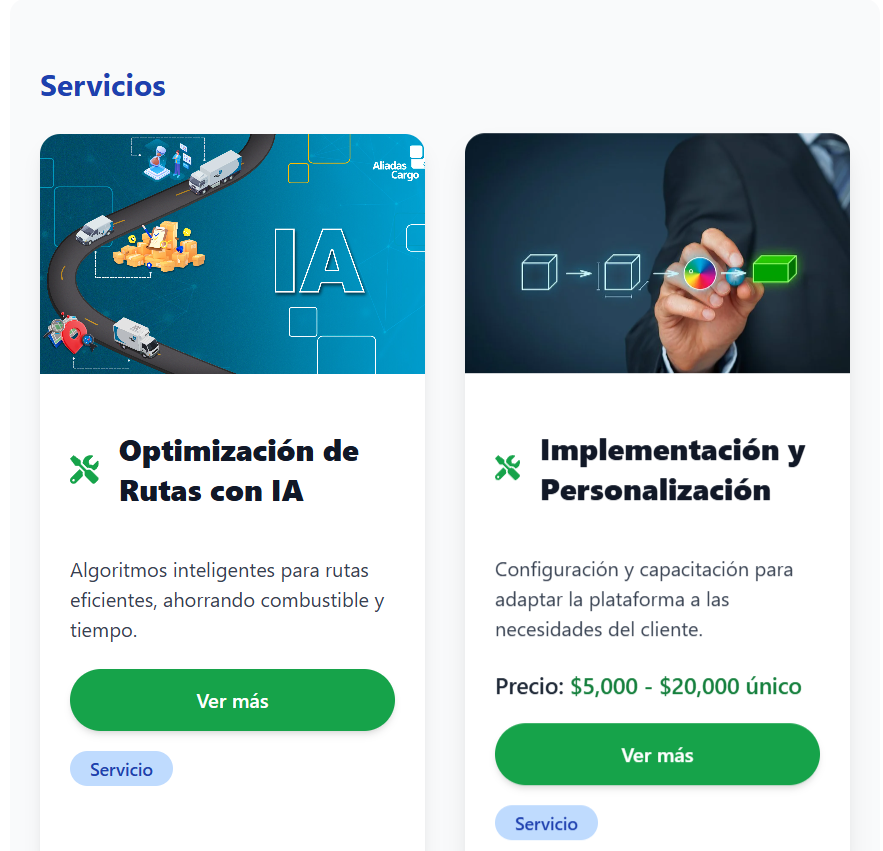 Servicios
Aliadas
Cargo
IA
Optimización de
Rutas con IA
Algoritmos inteligentes para rutas
eficientes, ahorrando combustible y
tiempo.
Ver más
Servicio
Implementación y
Personalización
Configuración y capacitación para
adaptar la plataforma a las
necesidades del cliente.
Precio: $5,000 - $20,000 único
Ver más
Servicio